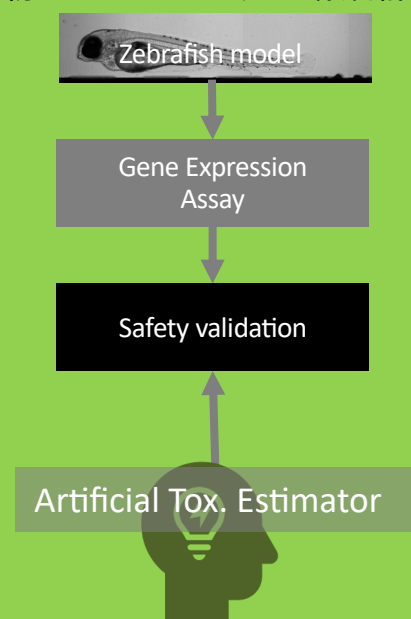 Zebrafish model
Gene Expression
Assay
Safety validation
Artificial Tox. Estimator